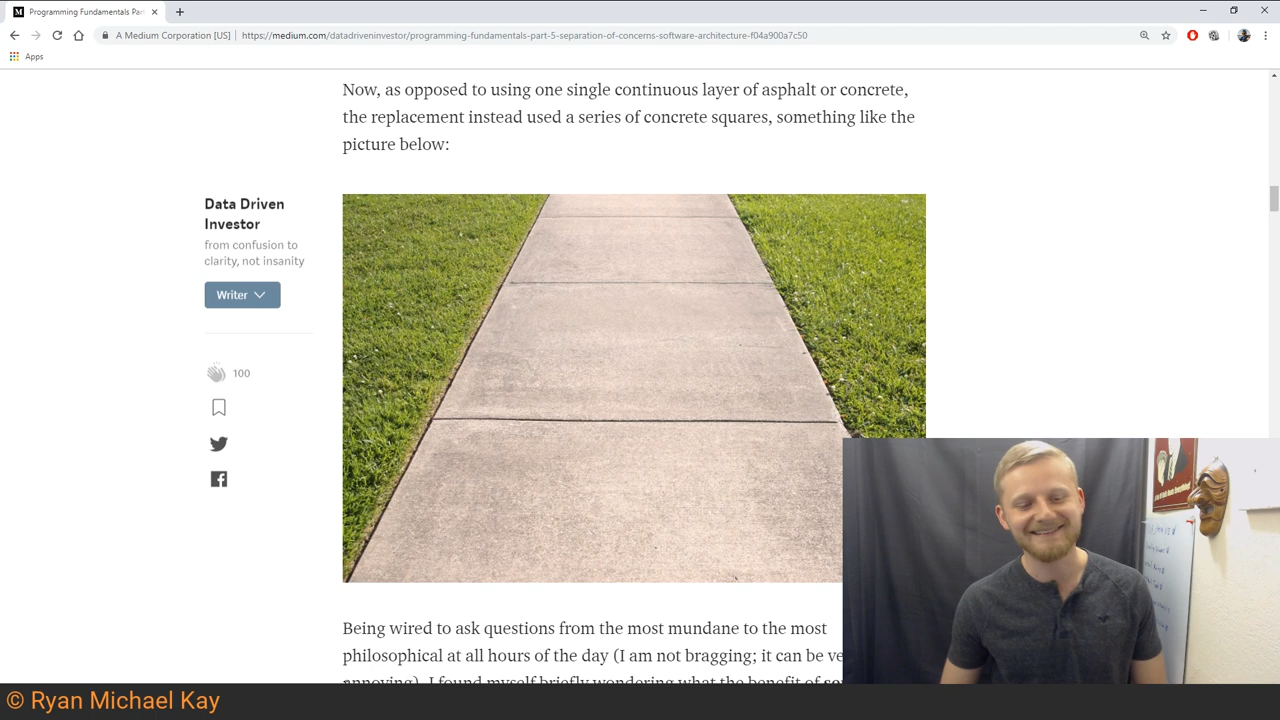 Programming Fundamentals Par
A Medium Corporation [US]
https://medium.com/datadriveninvestor/programming-fundamentals-part-5-separation-of-concerns-software-architecture-f04a900a7c50
Apps
Now, as opposed to using one single continuous layer of asphalt or concrete,
the replacement instead used a series of concrete squares, something like the
picture below:
Data Driven
Investor
from confusion to
clarity, not insanity
Writer
100
Being wired to ask questions from the most mundane to the most
philosophical at all hours of the day (I am not bragging; it can be ve
annoying), I found myself briefly wondering what the benefit of so
© Ryan Michael Kay